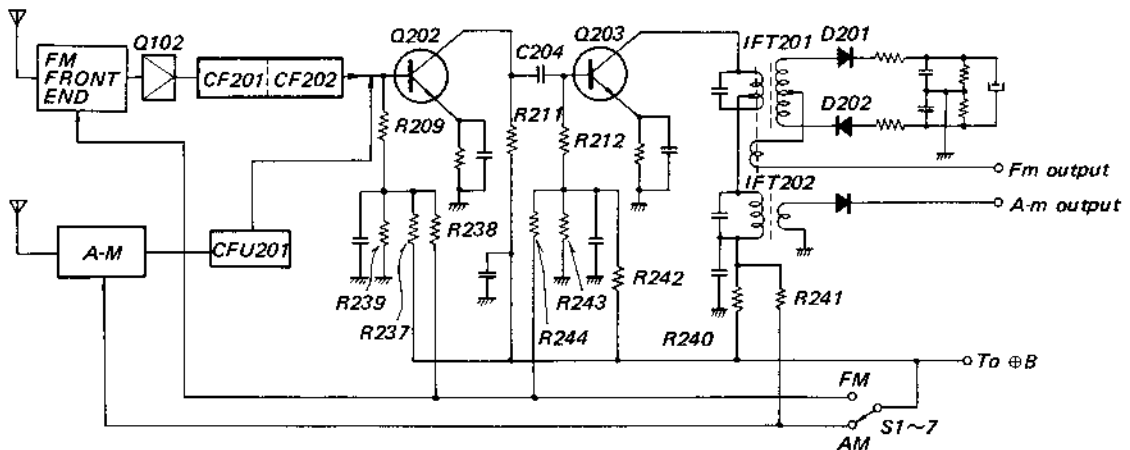 Q102
FM
FRONT
END
CF201
CF202
Q202
C204
Q203
IFT201
D201
D202
R209
R211
R212
Fm output
IFT202
A-m output
A-M
CFU201
R238
R239
R237
R242
R243
R244
R241
R240
To ⊕B
FM
S1~7
AM